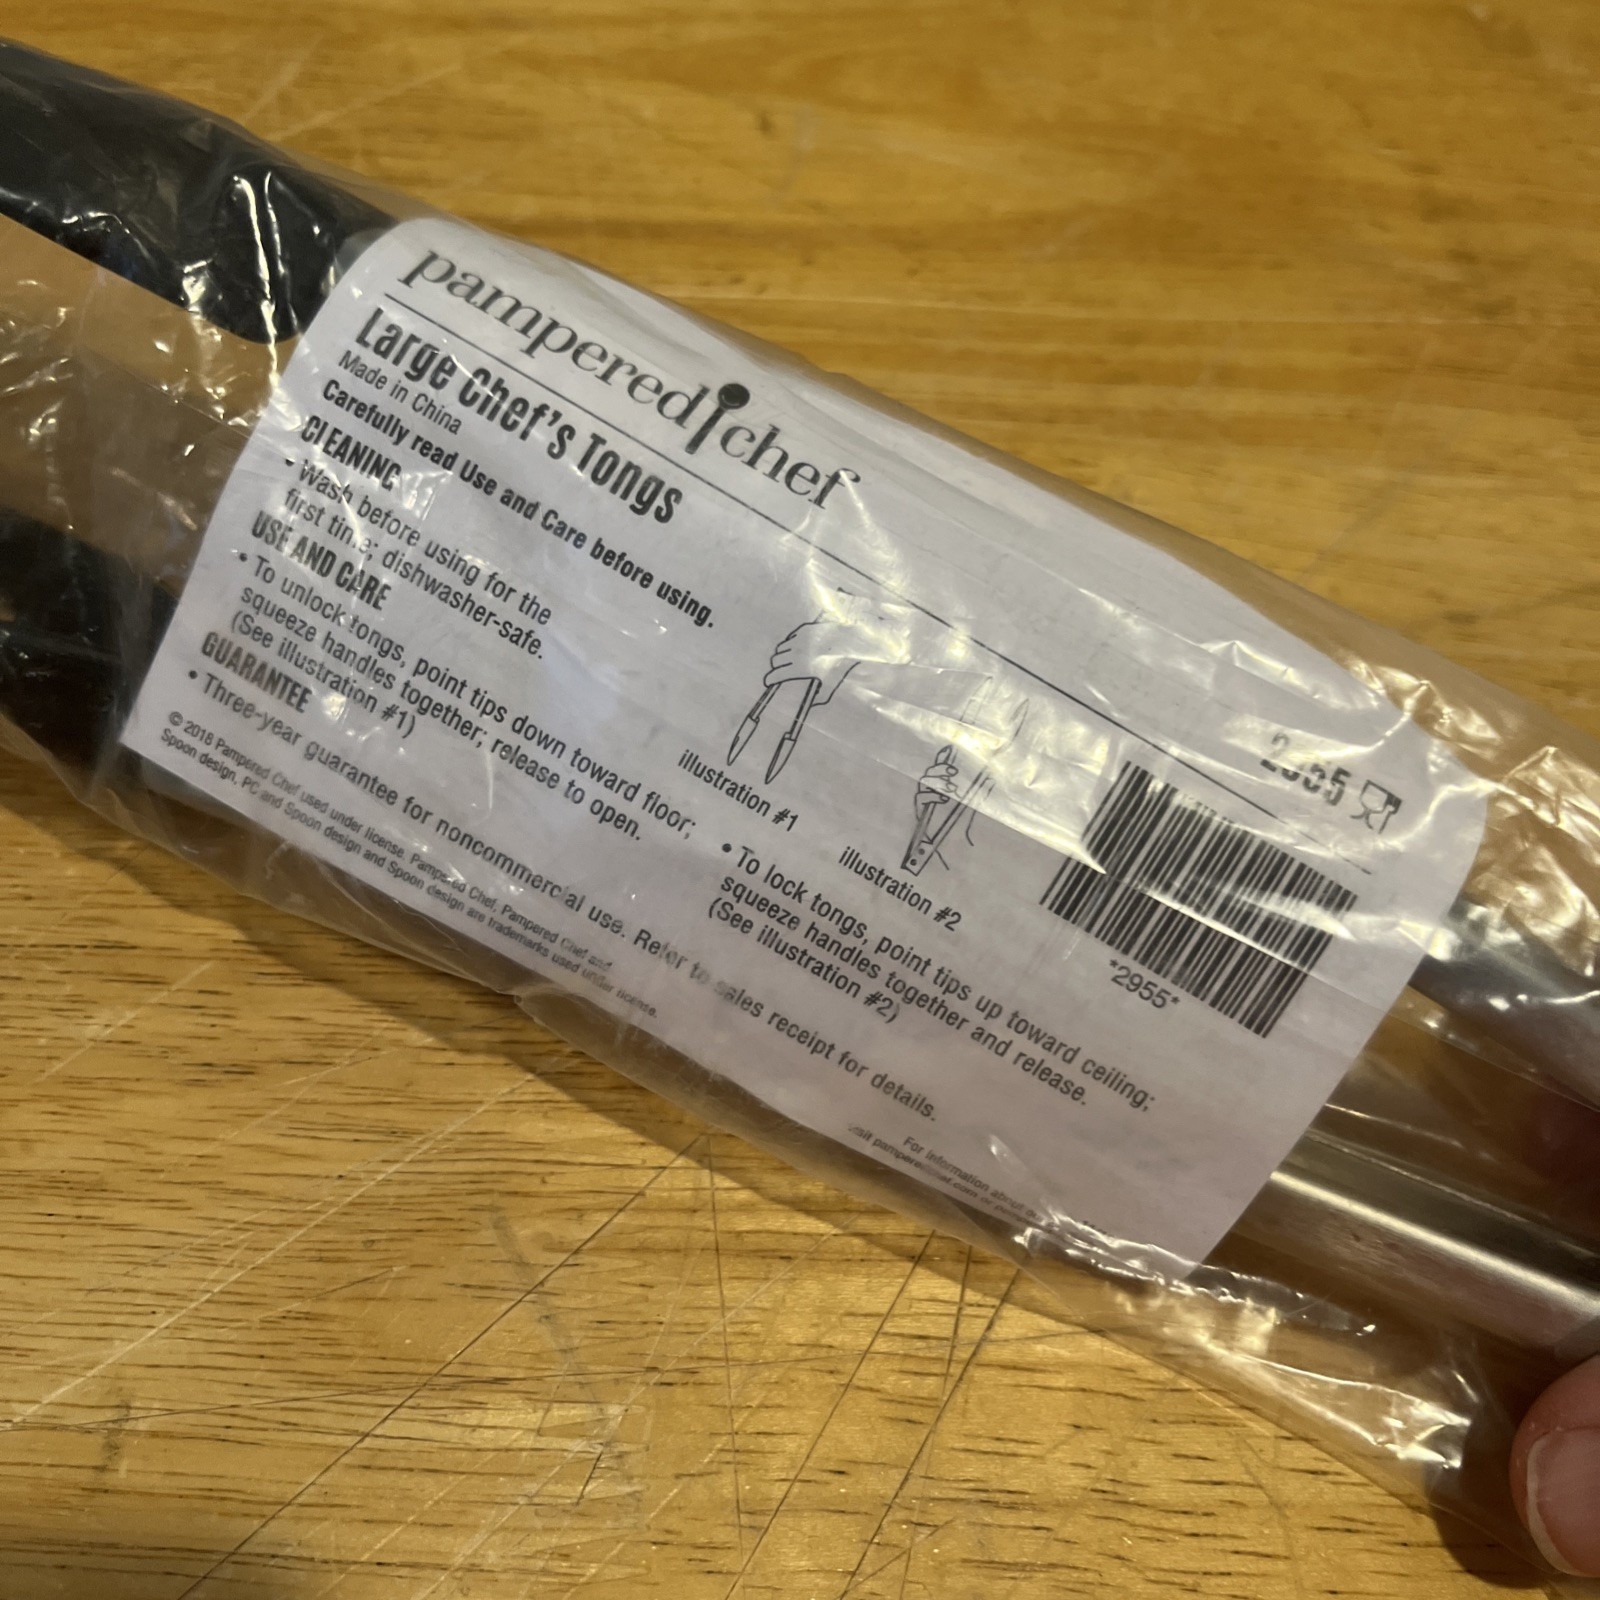 pampered chef
2955
Large Chef's Tongs
Made in China
Carefully read Use and Care before using.
CLEANING
• Wash before using for the
first time; dishwasher-safe.
USE AND CARE
• To unlock tongs, point tips down toward floor;
squeeze handles together; release to open.
(See illustration #1)
illustration #1
illustration #2
• To lock tongs, point tips up toward ceiling;
squeeze handles together and release.
(See illustration #2)
*2955*
GUARANTEE
• Three-year guarantee for noncommercial use. Refer to sales receipt for details.
© 2018 Pampered Chef used under license. Pampered Chef, Pampered Chef and
Spoon design, PC and Spoon design and Spoon design are trademarks used under license.
For information about
visit pamperedchef.com or